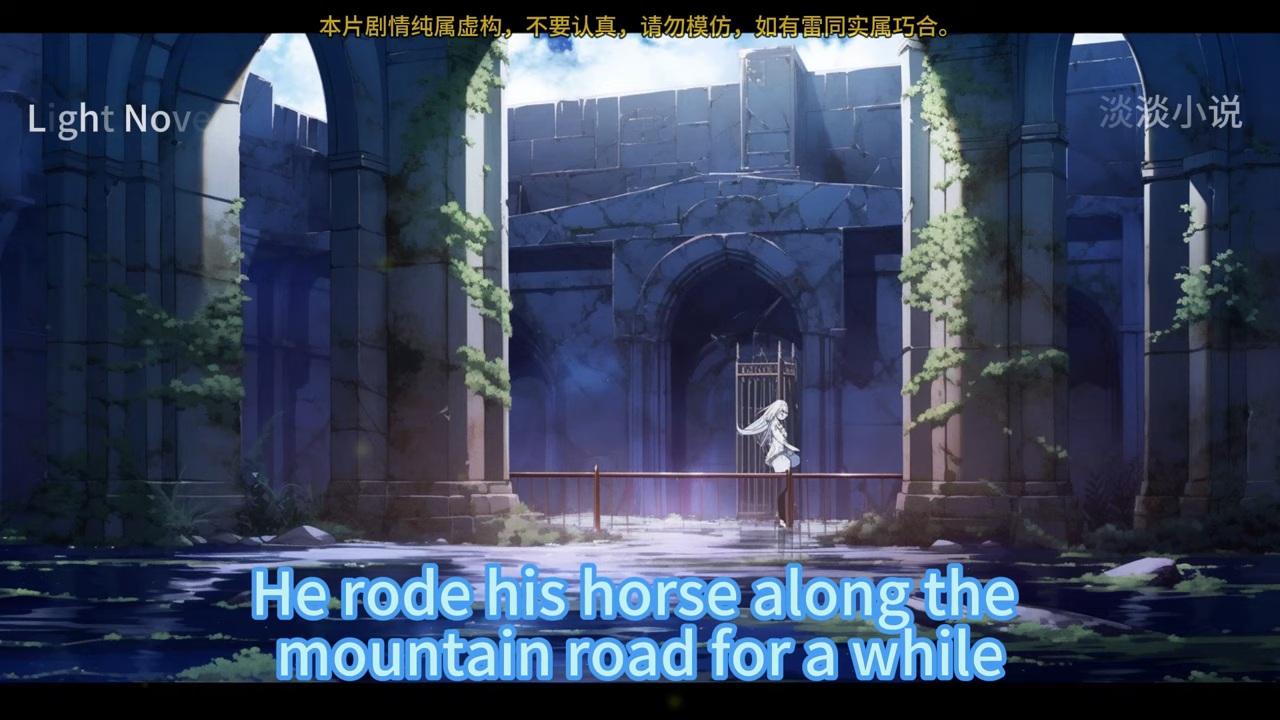 本片剧情纯属虚构，不要认真，请勿模仿，如有雷同实属巧合。
Light Nove
淡淡小说
He rode his horse along the
mountain road for a while